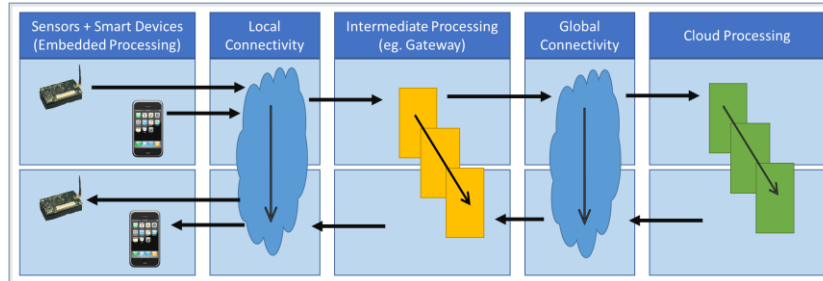 Sensors + Smart Devices
(Embedded Processing)
Local
Connectivity
Intermediate Processing
(eg. Gateway)
Global
Connectivity
Cloud Processing